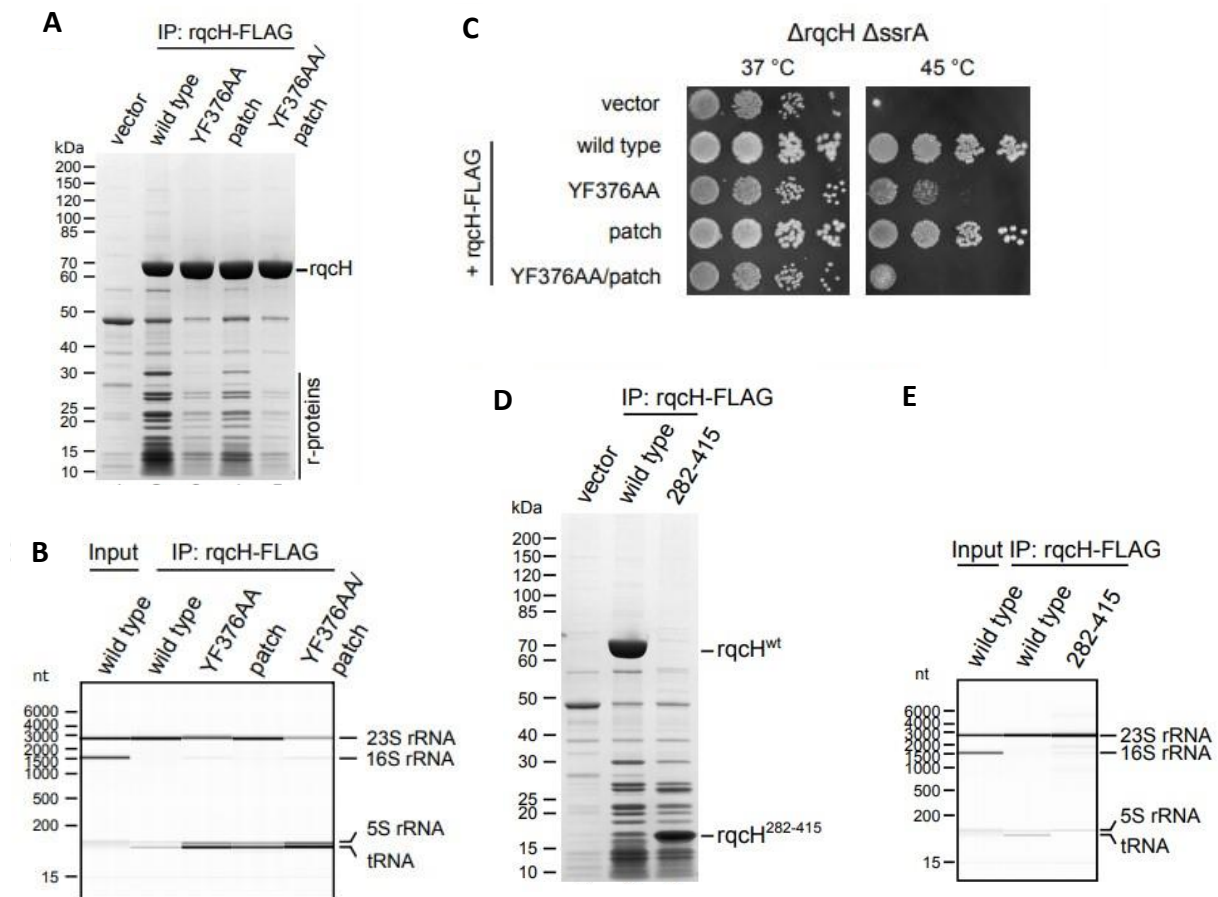 A
IP: rqcH-FLAG
vector
wild type
YF376AA
patch
YF376AA/
patch
kDa
200
150
120
100
85
70
60
50
40
30
25
20
15
10
rqcH
r-proteins
B
Input
IP: rqcH-FLAG
wild type
wild type
YF376AA
patch
YF376AA/
patch
nt
6000
4000
3000
2000
1500
1000
500
200
15
23S rRNA
16S rRNA
5S rRNA
tRNA
C
ΔrqcH ΔssrA
37 °C
45 °C
+ rqcH-FLAG
vector
wild type
YF376AA
patch
YF376AA/patch
D
IP: rqcH-FLAG
vector
wild type
282-415
kDa
200
150
120
100
85
70
60
50
40
30
25
20
15
10
rqcHwt
rqcH282-415
E
Input IP: rqcH-FLAG
wild type
wild type
282-415
nt
6000
4000
3000
2000
1500
1000
500
200
15
23S rRNA
16S rRNA
5S rRNA
tRNA